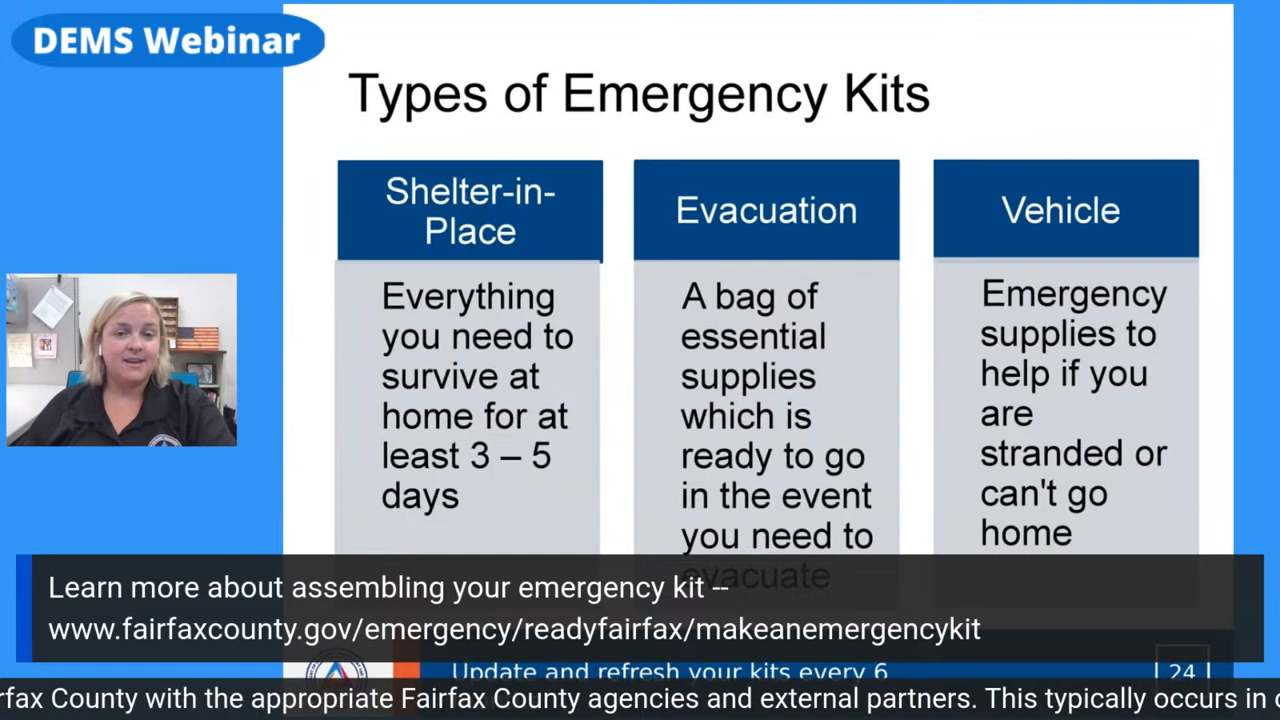 DEMS Webinar
Types of Emergency Kits
Shelter-in-
Place
Everything
you need to
survive at
home for at
least 3 – 5
days
Evacuation
A bag of
essential
supplies
which is
ready to go
in the event
you need to
evacuate
Vehicle
Emergency
supplies to
help if you
are
stranded or
can't go
home
Learn more about assembling your emergency kit --
www.fairfaxcounty.gov/emergency/readyfairfax/makeanemergencykit
Update and refresh your kits every 6
24
rfax County with the appropriate Fairfax County agencies and external partners. This typically occurs in